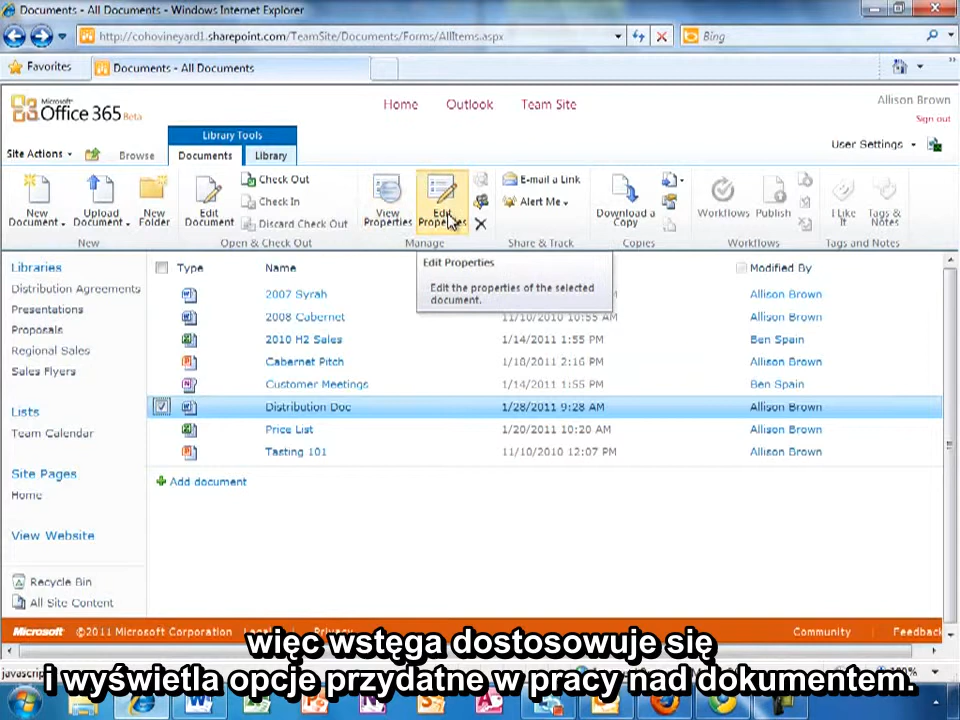 Documents - All Documents - Windows Internet Explorer
http://cohovineyard1.sharepoint.com/TeamSite/Documents/Forms/AllItems.aspx
Bing
Favorites
Documents - All Documents
Microsoft
Office 365 Beta
Home
Outlook
Team Site
Allison Brown
Sign out
Library Tools
User Settings
Site Actions
Browse
Documents
Library
New Document
Upload Document
New Folder
Edit Document
Check Out
Check In
Discard Check Out
View Properties
Edit Properties
E-mail a Link
Alert Me
Download a Copy
Workflows
Publish
I Like It
Tags & Notes
New
Open & Check Out
Manage
Share & Track
Copies
Workflows
Tags and Notes
Edit Properties
Edit the properties of the selected document.
Libraries
Distribution Agreements
Presentations
Proposals
Regional Sales
Sales Flyers
Lists
Team Calendar
Site Pages
Home
View Website
Recycle Bin
All Site Content
Type Name Modified By
2007 Syrah Allison Brown
2008 Cabernet 11/10/2010 10:55 AM Allison Brown
2010 H2 Sales 1/14/2011 1:55 PM Ben Spain
Cabernet Pitch 1/18/2011 2:16 PM Allison Brown
Customer Meetings 1/14/2011 1:55 PM Ben Spain
Distribution Doc 1/28/2011 9:28 AM Allison Brown
Price List 1/20/2011 10:20 AM Allison Brown
Tasting 101 11/10/2010 12:07 PM Allison Brown
Add document
Microsoft ©2011 Microsoft Corporation Privacy Community Feedback
więc wstęga dostosowuje się
i wyświetla opcje przydatne w pracy nad dokumentem.